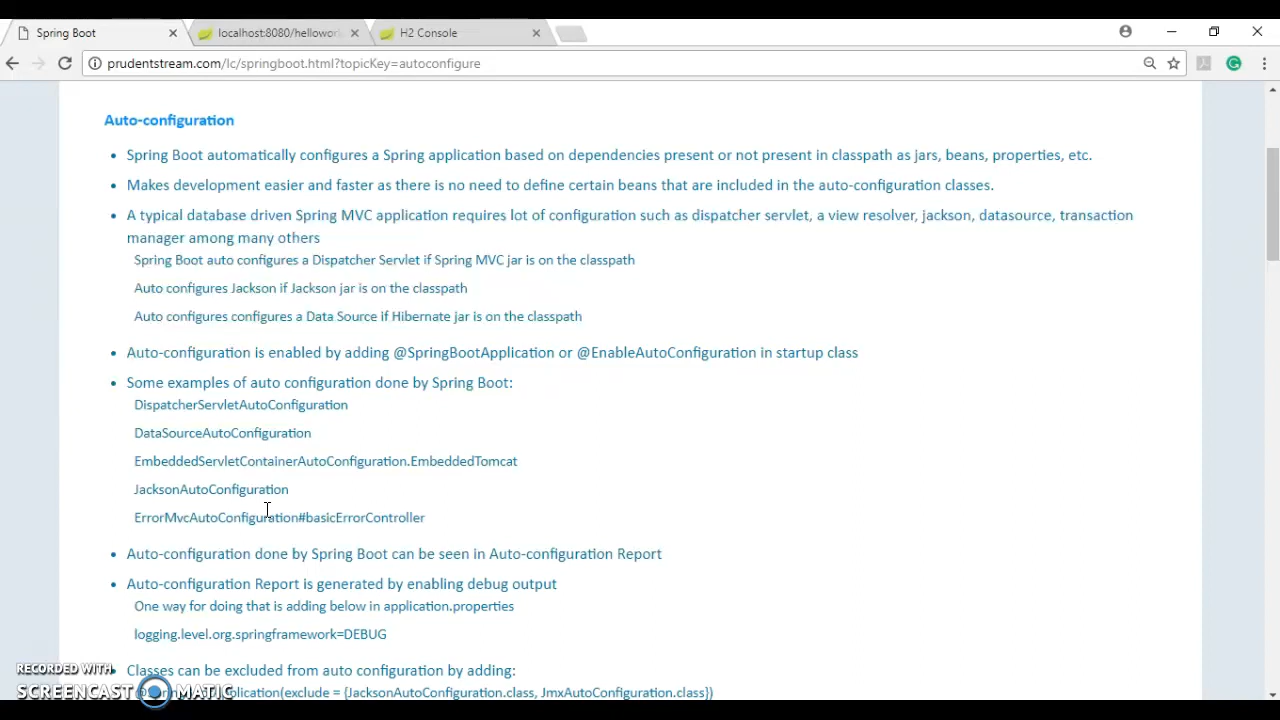 Spring Boot
localhost:8080/hellowork
H2 Console
prudentstream.com/lc/springboot.html?topicKey=autoconfigure
Auto-configuration
• Spring Boot automatically configures a Spring application based on dependencies present or not present in classpath as jars, beans, properties, etc.
• Makes development easier and faster as there is no need to define certain beans that are included in the auto-configuration classes.
• A typical database driven Spring MVC application requires lot of configuration such as dispatcher servlet, a view resolver, jackson, datasource, transaction
manager among many others
Spring Boot auto configures a Dispatcher Servlet if Spring MVC jar is on the classpath
Auto configures Jackson if Jackson jar is on the classpath
Auto configures configures a Data Source if Hibernate jar is on the classpath
• Auto-configuration is enabled by adding @SpringBootApplication or @EnableAutoConfiguration in startup class
• Some examples of auto configuration done by Spring Boot:
DispatcherServletAutoConfiguration
DataSourceAutoConfiguration
EmbeddedServletContainerAutoConfiguration.EmbeddedTomcat
JacksonAutoConfiguration
ErrorMvcAutoConfiguration#basicErrorController
• Auto-configuration done by Spring Boot can be seen in Auto-configuration Report
• Auto-configuration Report is generated by enabling debug output
One way for doing that is adding below in application.properties
logging.level.org.springframework=DEBUG
• Classes can be excluded from auto configuration by adding:
plication(exclude = {JacksonAutoConfiguration.class, JmxAutoConfiguration.class})
RECORDED WITH
SCREENCAST MATIC